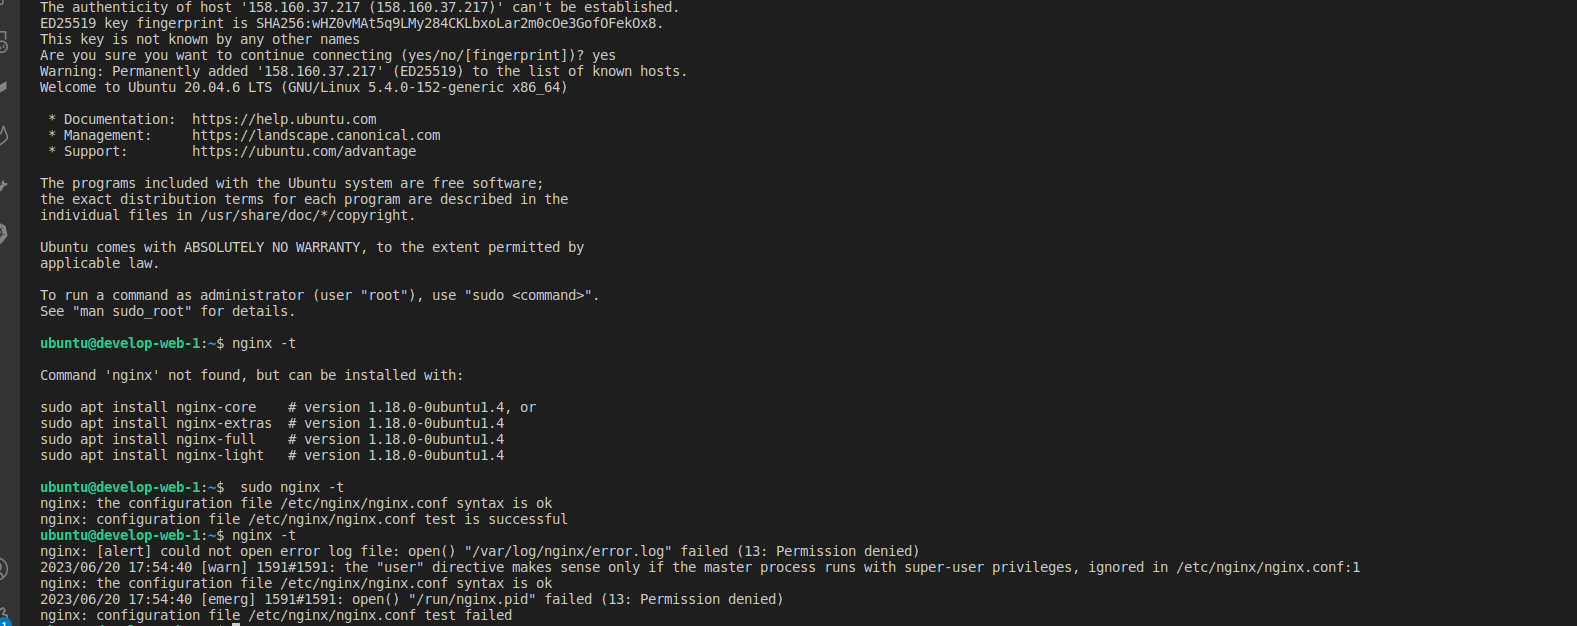 The authenticity of host '158.160.37.217 (158.160.37.217)' can't be established.
ED25519 key fingerprint is SHA256:wHZ0vMAt5q9LMy284CKLbxoLar2m0cOe3GofOFekOx8.
This key is not known by any other names
Are you sure you want to continue connecting (yes/no/[fingerprint])? yes
Warning: Permanently added '158.160.37.217' (ED25519) to the list of known hosts.
Welcome to Ubuntu 20.04.6 LTS (GNU/Linux 5.4.0-152-generic x86_64)
* Documentation:  https://help.ubuntu.com
* Management:     https://landscape.canonical.com
* Support:        https://ubuntu.com/advantage
The programs included with the Ubuntu system are free software;
the exact distribution terms for each program are described in the
individual files in /usr/share/doc/*/copyright.
Ubuntu comes with ABSOLUTELY NO WARRANTY, to the extent permitted by
applicable law.
To run a command as administrator (user "root"), use "sudo <command>".
See "man sudo_root" for details.
ubuntu@develop-web-1:~$ nginx -t
Command 'nginx' not found, but can be installed with:
sudo apt install nginx-core    # version 1.18.0-0ubuntu1.4, or
sudo apt install nginx-extras  # version 1.18.0-0ubuntu1.4
sudo apt install nginx-full    # version 1.18.0-0ubuntu1.4
sudo apt install nginx-light   # version 1.18.0-0ubuntu1.4
ubuntu@develop-web-1:~$  sudo nginx -t
nginx: the configuration file /etc/nginx/nginx.conf syntax is ok
nginx: configuration file /etc/nginx/nginx.conf test is successful
ubuntu@develop-web-1:~$ nginx -t
nginx: [alert] could not open error log file: open() "/var/log/nginx/error.log" failed (13: Permission denied)
2023/06/20 17:54:40 [warn] 1591#1591: the "user" directive makes sense only if the master process runs with super-user privileges, ignored in /etc/nginx/nginx.conf:1
nginx: the configuration file /etc/nginx/nginx.conf syntax is ok
2023/06/20 17:54:40 [emerg] 1591#1591: open() "/run/nginx.pid" failed (13: Permission denied)
nginx: configuration file /etc/nginx/nginx.conf test failed